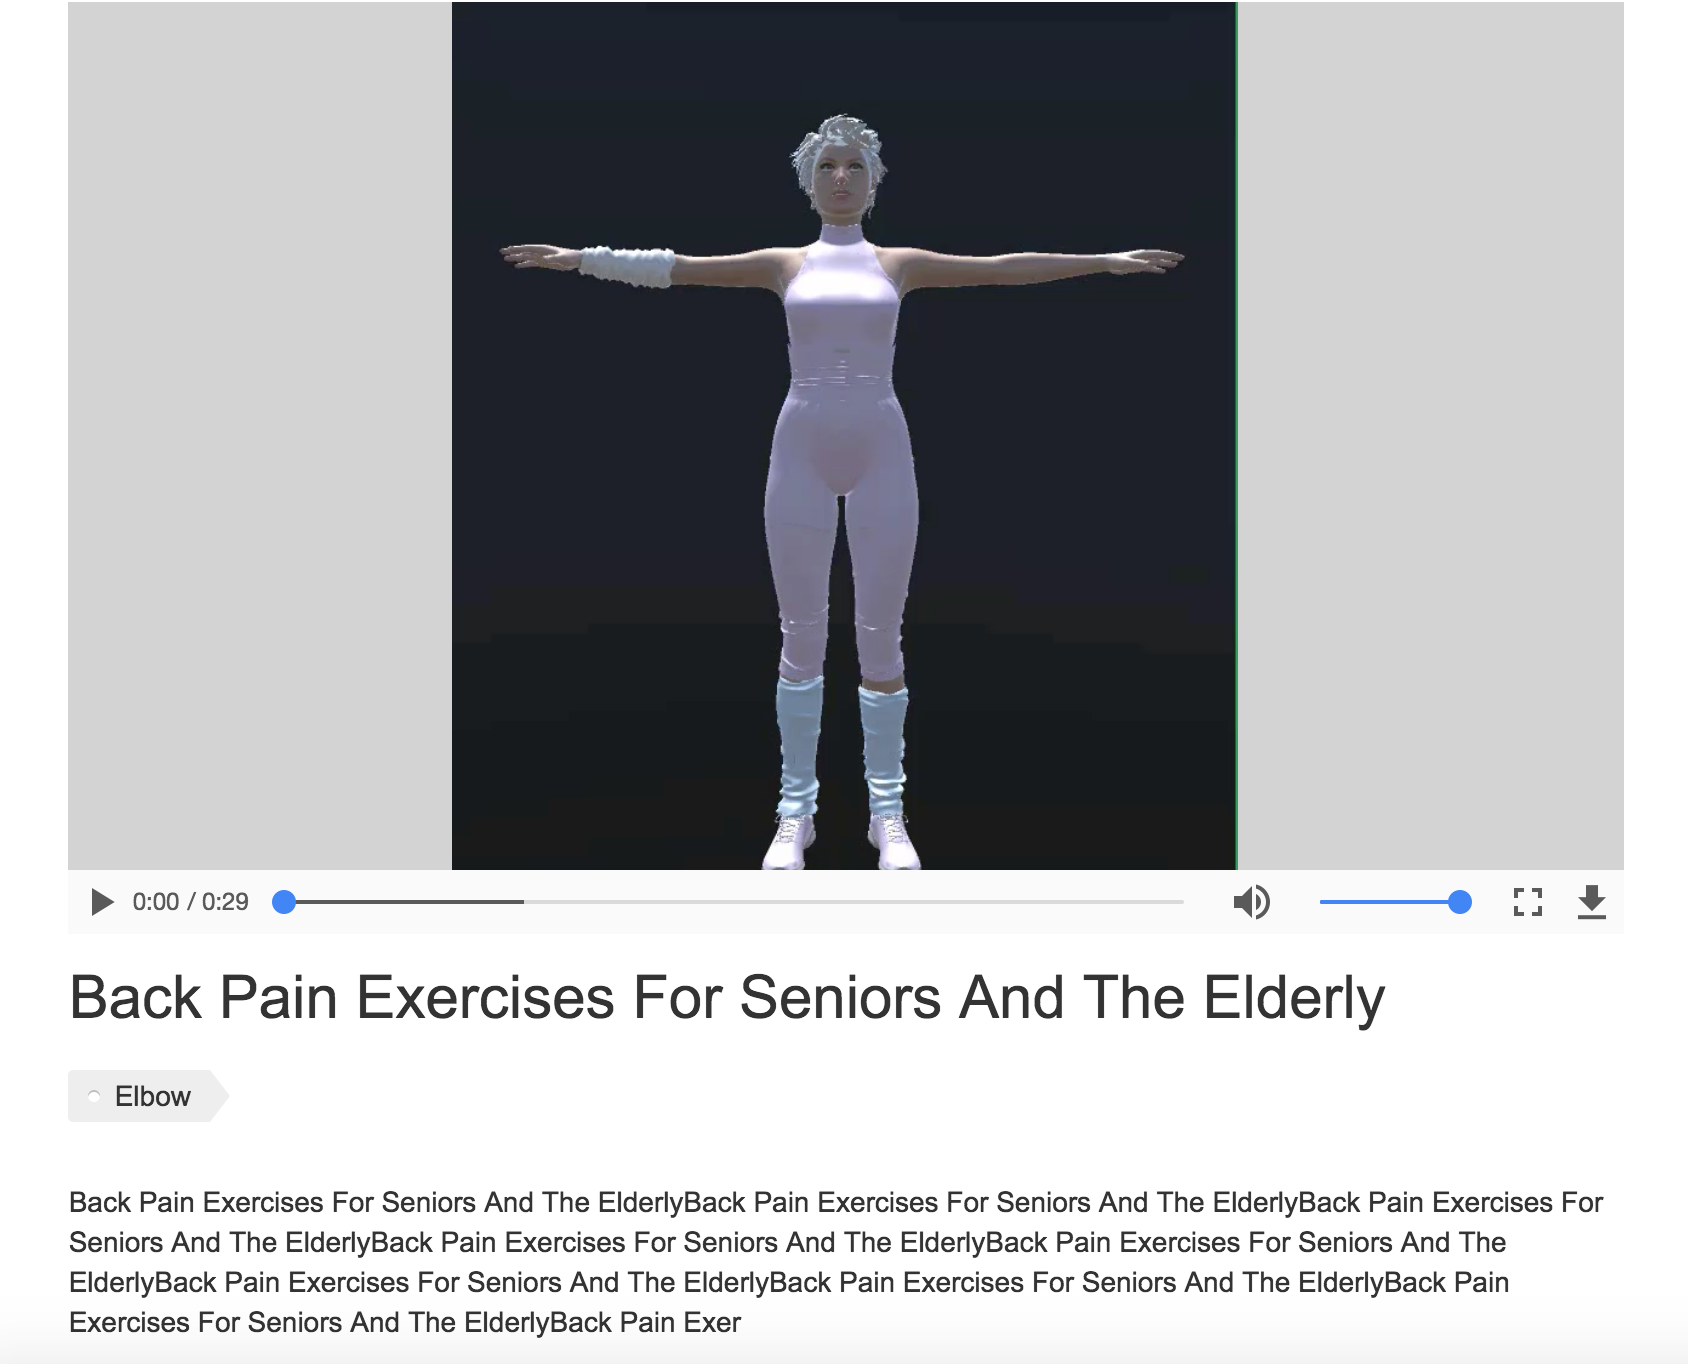 0:00 / 0:29
Back Pain Exercises For Seniors And The Elderly
Elbow
Back Pain Exercises For Seniors And The ElderlyBack Pain Exercises For Seniors And The ElderlyBack Pain Exercises For
Seniors And The ElderlyBack Pain Exercises For Seniors And The ElderlyBack Pain Exercises For Seniors And The
ElderlyBack Pain Exercises For Seniors And The ElderlyBack Pain Exercises For Seniors And The ElderlyBack Pain
Exercises For Seniors And The ElderlyBack Pain Exer